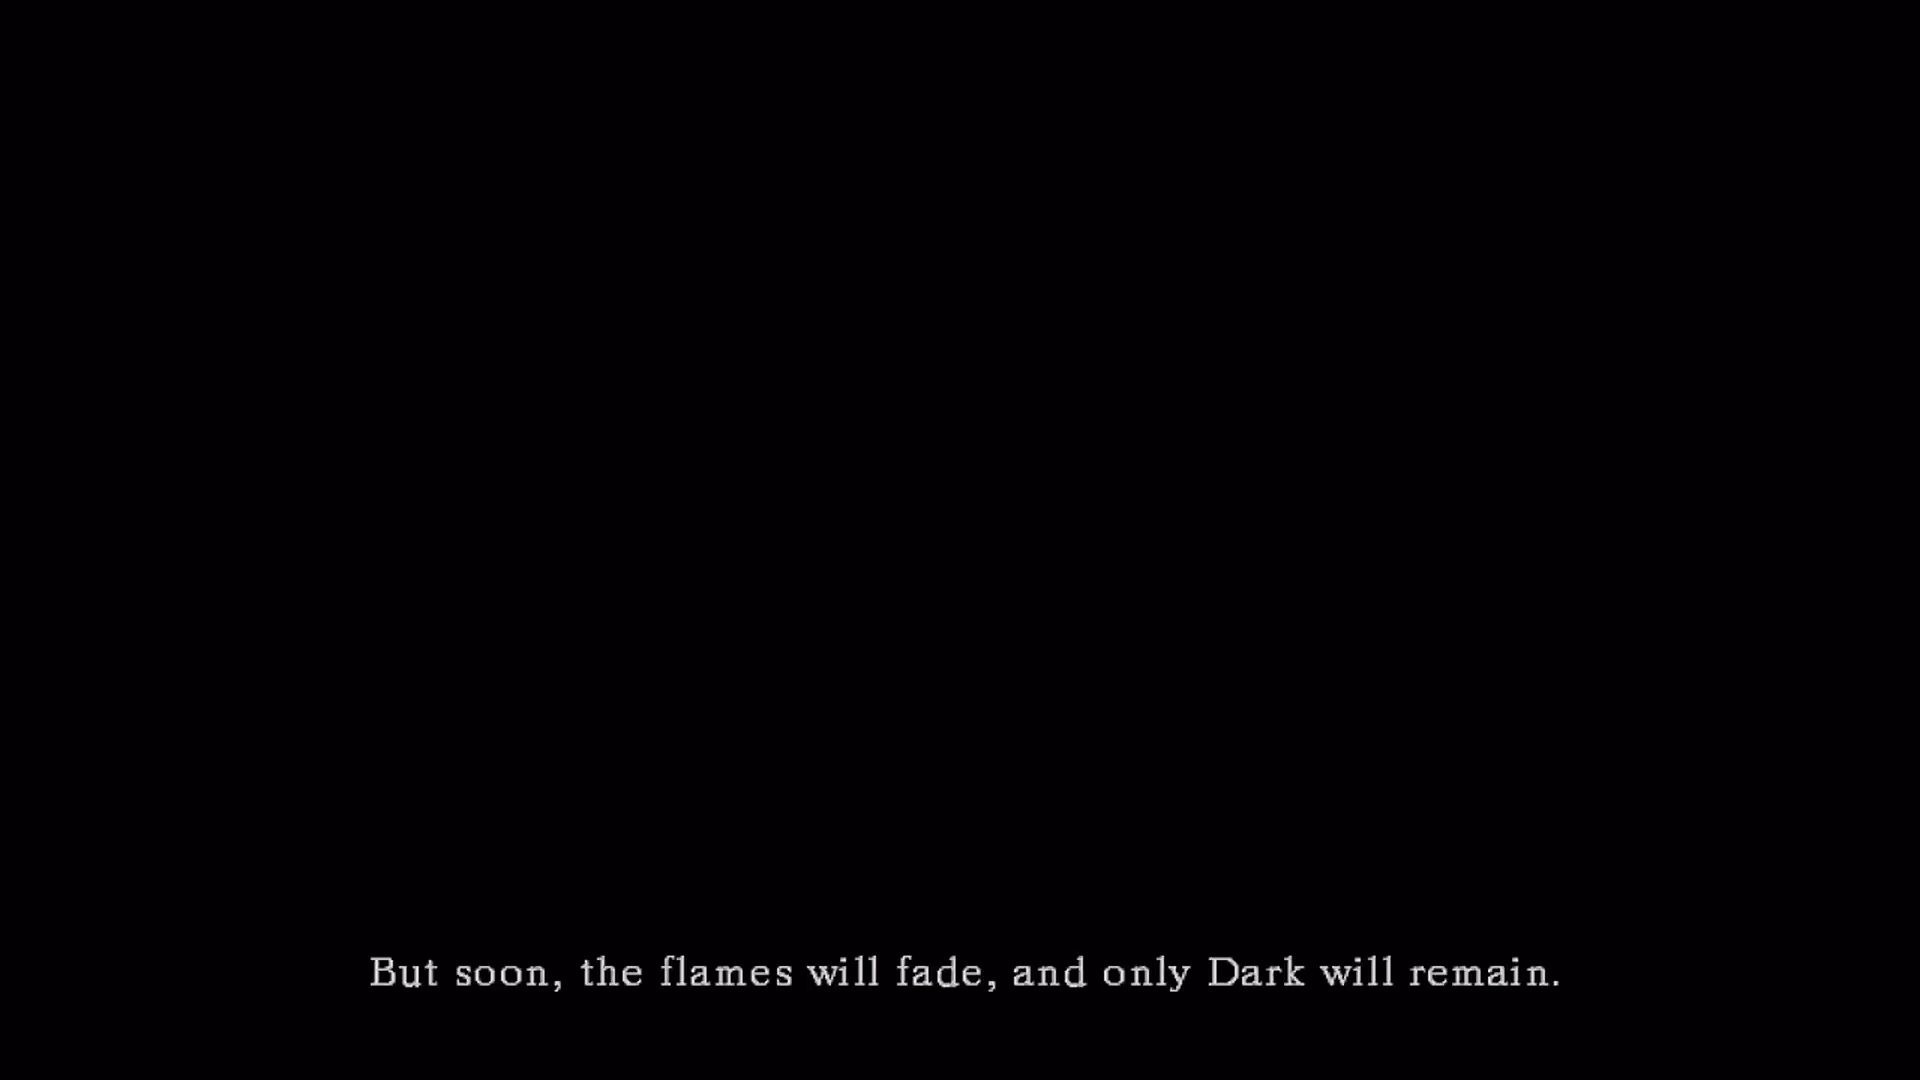 But soon, the flames will fade, and only Dark will remain.